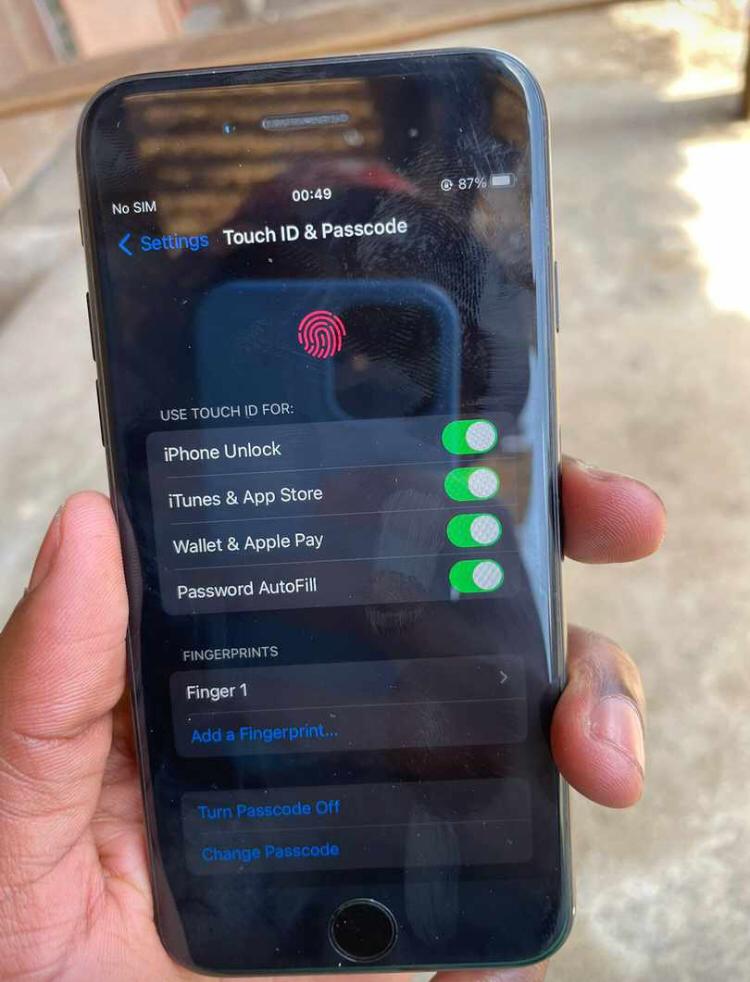 No SIM
00:49
87%
Settings
Touch ID & Passcode
USE TOUCH ID FOR:
iPhone Unlock
iTunes & App Store
Wallet & Apple Pay
Password AutoFill
FINGERPRINTS
Finger 1
Add a Fingerprint...
Turn Passcode Off
Change Passcode